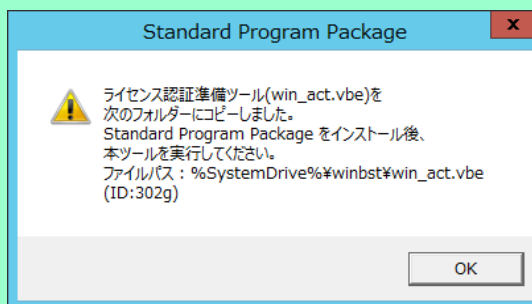 Standard Program Package
x
ライセンス認証準備ツール(win_act.vbe)を
次のフォルダーにコピーしました。
Standard Program Package をインストール後、
本ツールを実行してください。
ファイルパス : %SystemDrive%¥winbst¥win_act.vbe
(ID:302g)
OK